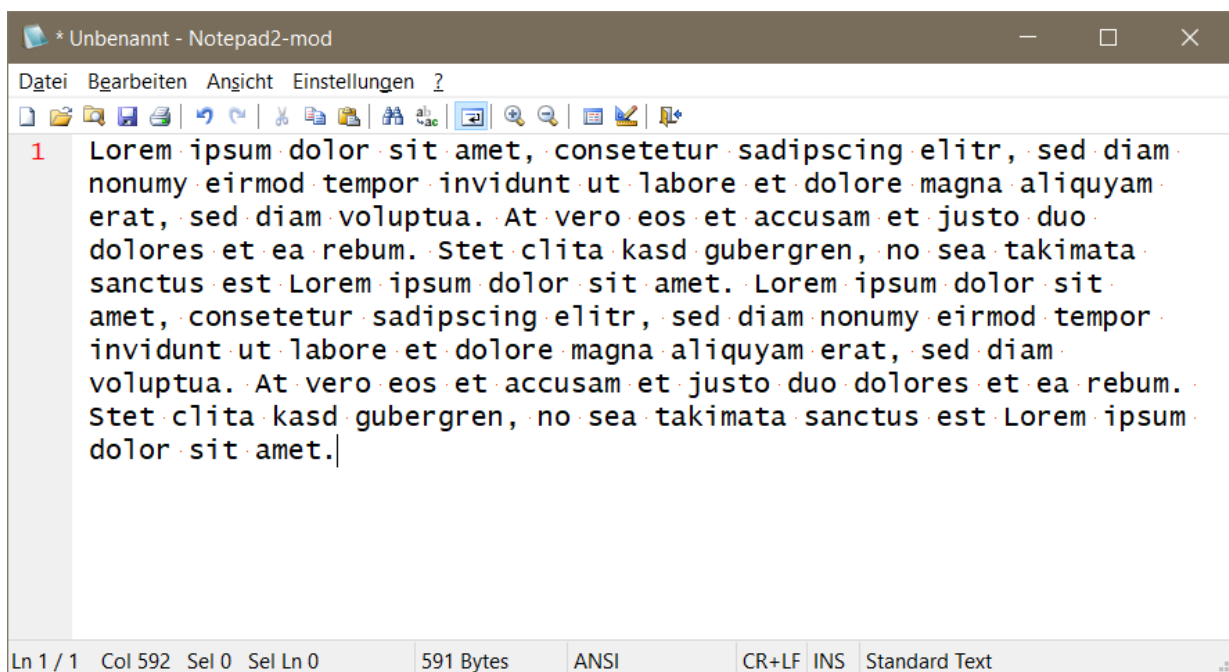 * Unbenannt - Notepad2-mod
Datei Bearbeiten Ansicht Einstellungen ?
1 Lorem ipsum dolor sit amet, consetetur sadipscing elitr, sed diam
nonumy eirmod tempor invidunt ut labore et dolore magna aliquyam
erat, sed diam voluptua. At vero eos et accusam et justo duo
dolores et ea rebum. Stet clita kasd gubergren, no sea takimata
sanctus est Lorem ipsum dolor sit amet. Lorem ipsum dolor sit
amet, consetetur sadipscing elitr, sed diam nonumy eirmod tempor
invidunt ut labore et dolore magna aliquyam erat, sed diam
voluptua. At vero eos et accusam et justo duo dolores et ea rebum.
Stet clita kasd gubergren, no sea takimata sanctus est Lorem ipsum
dolor sit amet.
Ln 1 / 1 Col 592 Sel 0 Sel Ln 0 591 Bytes ANSI CR+LF INS Standard Text